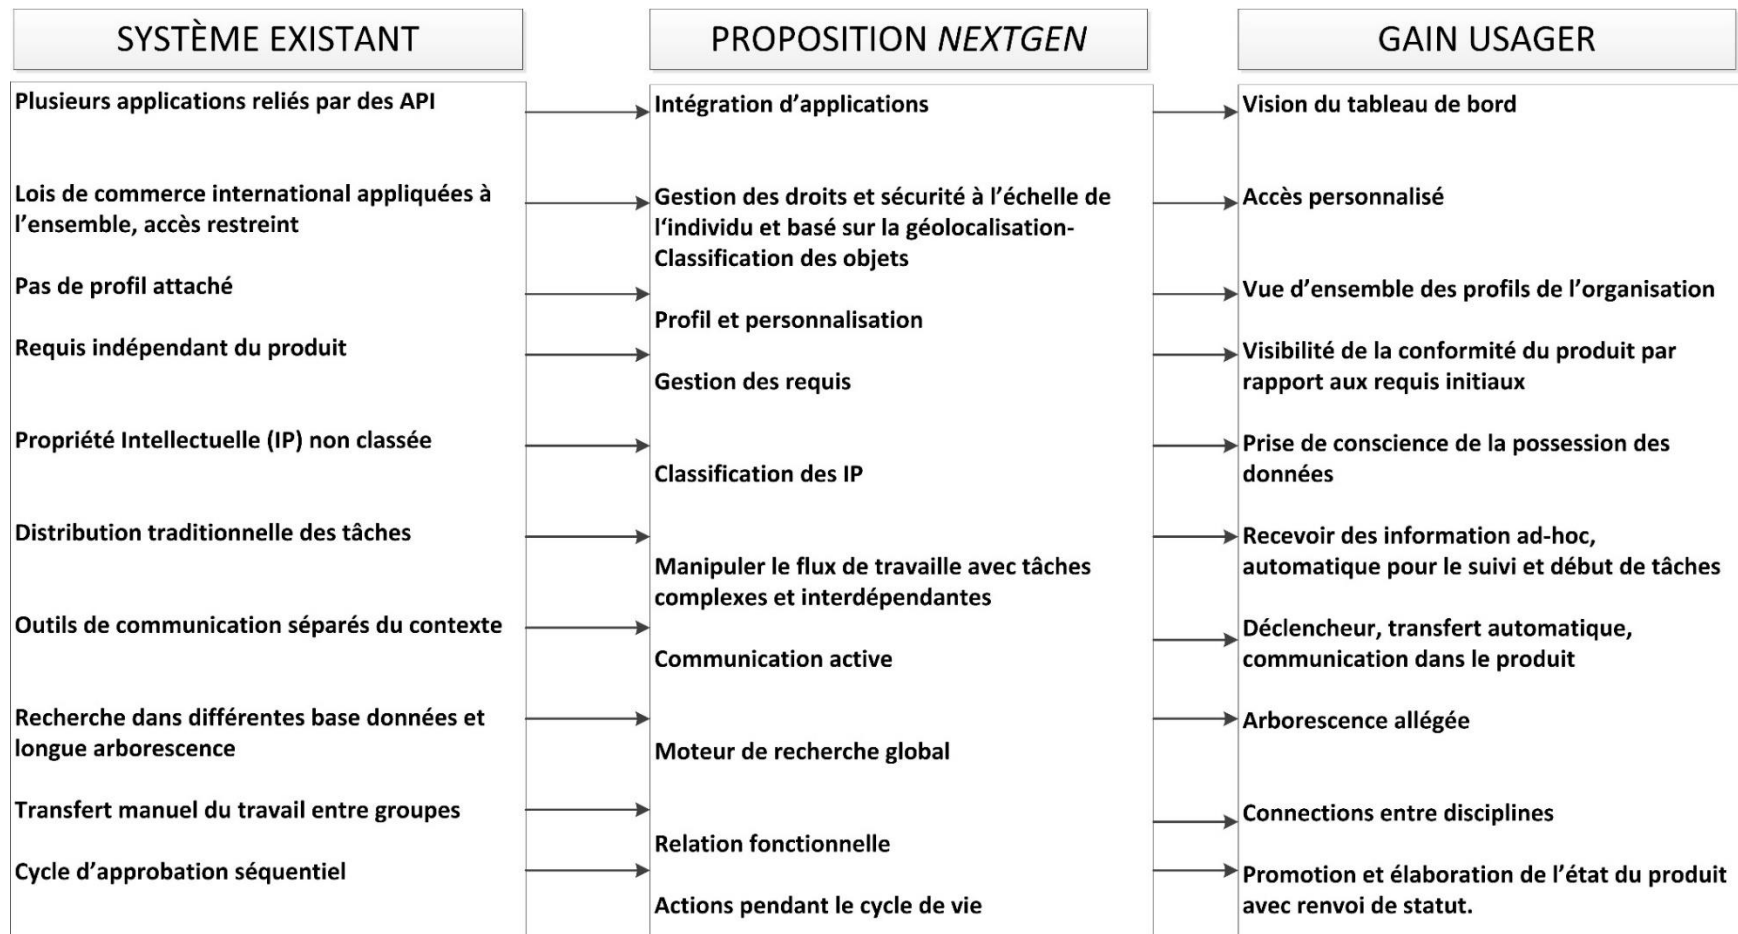 SYSTÈME EXISTANT
Plusieurs applications reliés par des API
Lois de commerce international appliquées à
l’ensemble, accès restreint
Pas de profil attaché
Requis indépendant du produit
Propriété Intellectuelle (IP) non classée
Distribution traditionnelle des tâches
Outils de communication séparés du contexte
Recherche dans différentes base données et
longue arborescence
Transfert manuel du travail entre groupes
Cycle d’approbation séquentiel
PROPOSITION NEXTGEN
Intégration d’applications
Gestion des droits et sécurité à l’échelle de
l‘individu et basé sur la géolocalisation-
Classification des objets
Profil et personnalisation
Gestion des requis
Classification des IP
Manipuler le flux de travaille avec tâches
complexes et interdépendantes
Communication active
Moteur de recherche global
Relation fonctionnelle
Actions pendant le cycle de vie
GAIN USAGER
Vision du tableau de bord
Accès personnalisé
Vue d’ensemble des profils de l’organisation
Visibilité de la conformité du produit par
rapport aux requis initiaux
Prise de conscience de la possession des
données
Recevoir des information ad-hoc,
automatique pour le suivi et début de tâches
Déclencheur, transfert automatique,
communication dans le produit
Arborescence allégée
Connections entre disciplines
Promotion et élaboration de l’état du produit
avec renvoi de statut.